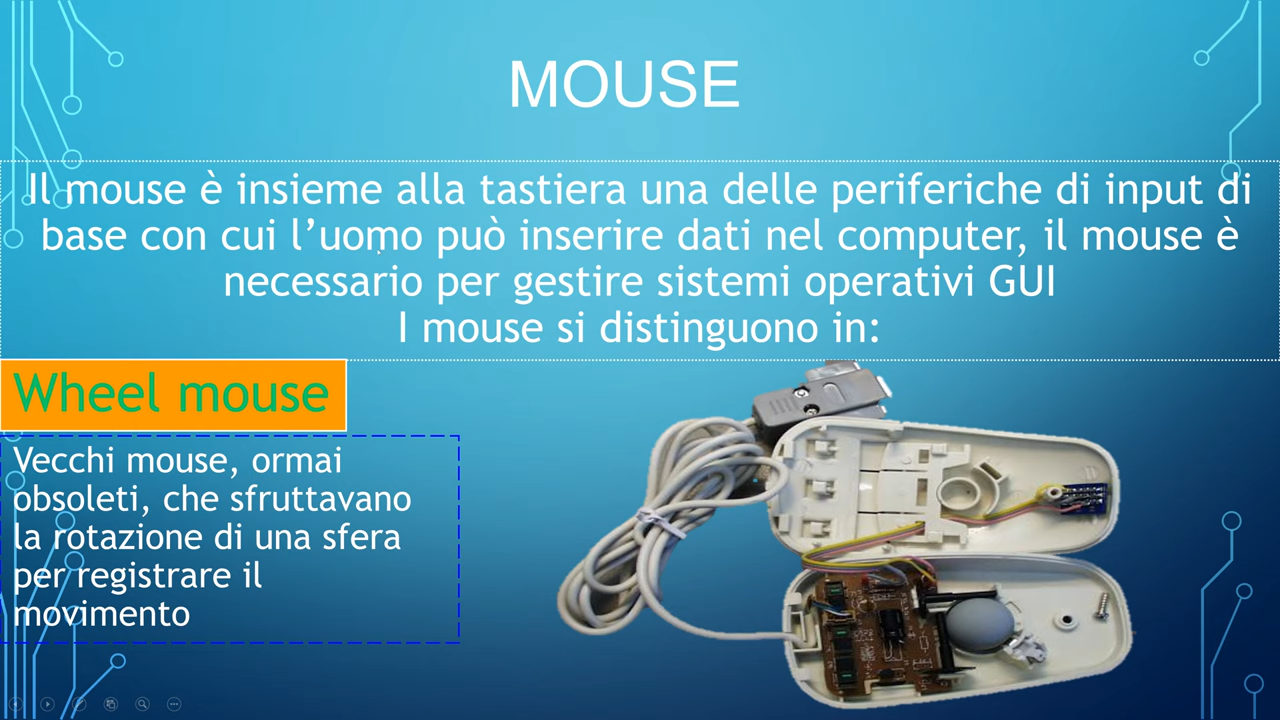 MOUSE
Il mouse è insieme alla tastiera una delle periferiche di input di
base con cui l’uomo può inserire dati nel computer, il mouse è
necessario per gestire sistemi operativi GUI
I mouse si distinguono in:
Wheel mouse
Vecchi mouse, ormai
obsoleti, che sfruttavano
la rotazione di una sfera
per registrare il
movimento